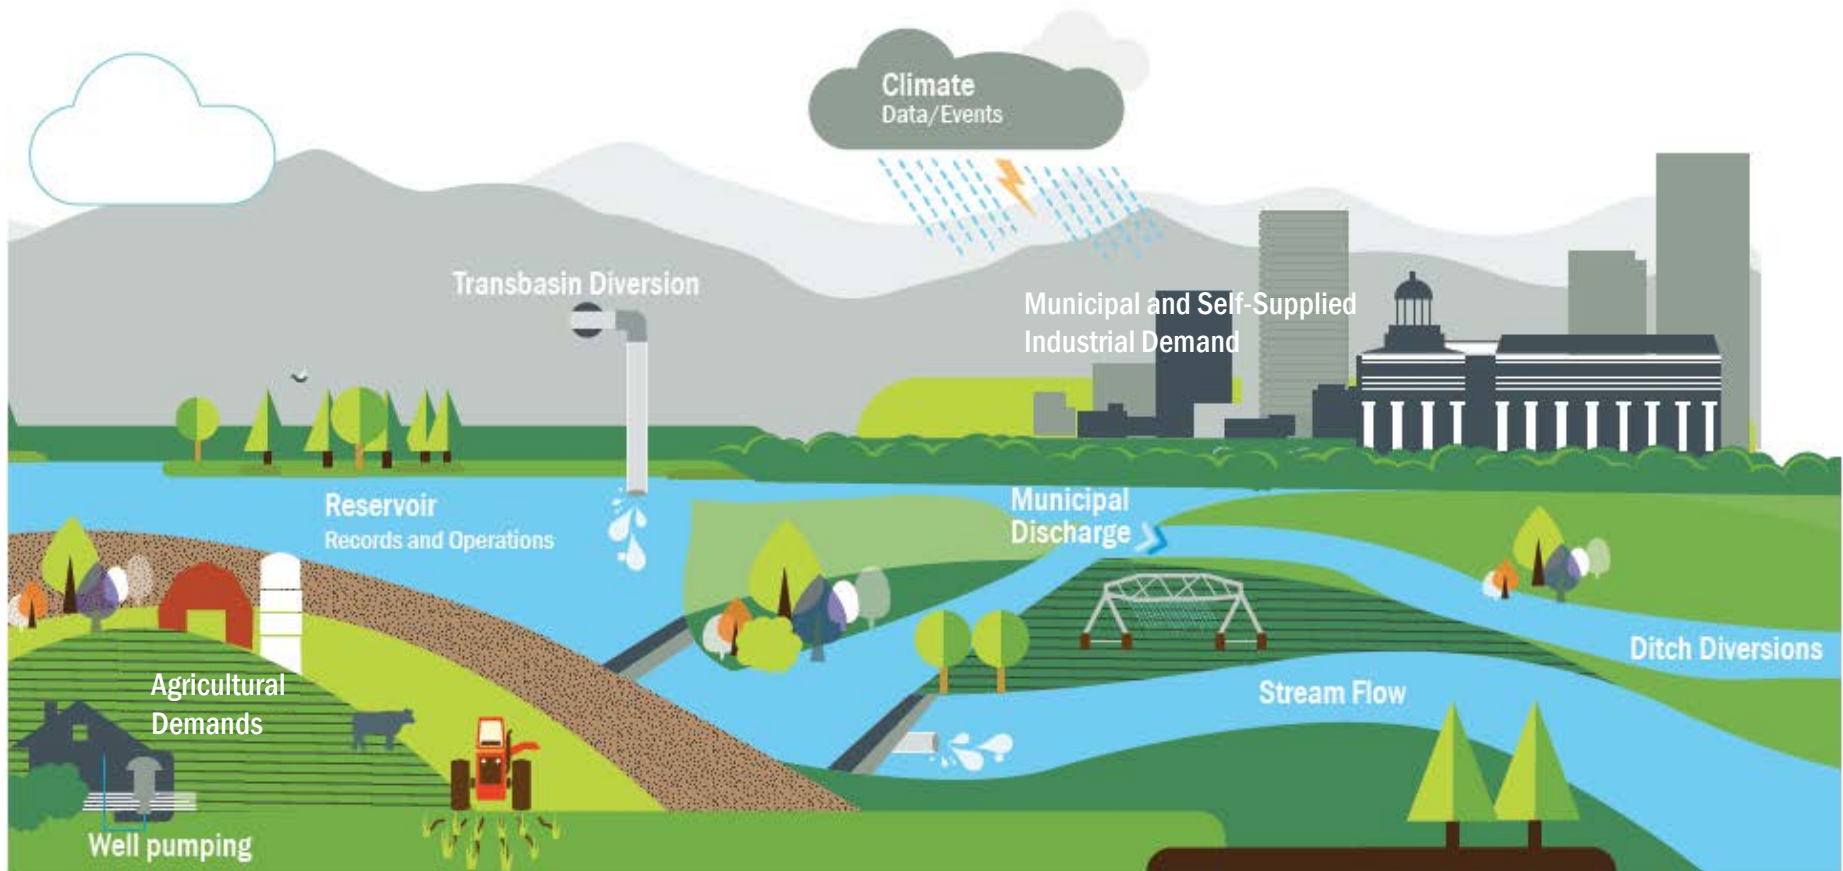 Climate
Data/Events
Transbasin Diversion
Municipal and Self-Supplied
Industrial Demand
Reservoir
Records and Operations
Municipal
Discharge
Ditch Diversions
Agricultural
Demands
Stream Flow
Well pumping